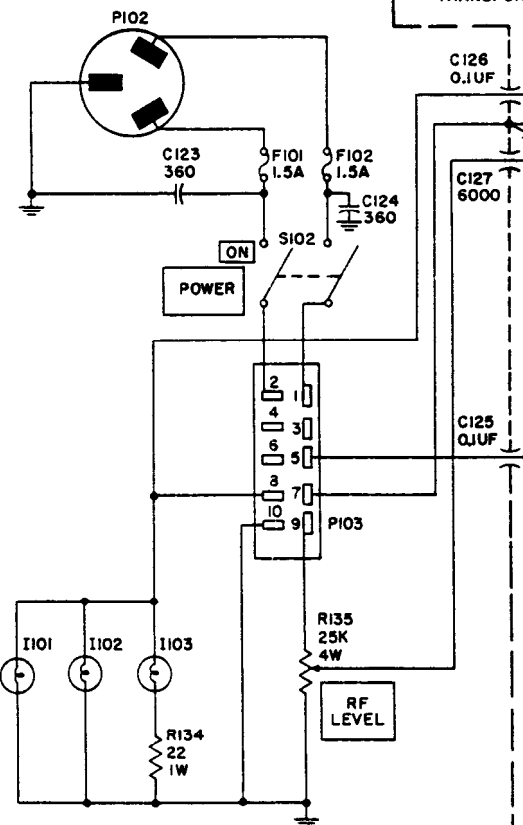 P102
C126
0.1UF
C123
360
F101
1.5A
F102
1.5A
C127
6000
C124
360
ON
S102
POWER
2
1
4
3
6
5
8
7
10
9
P103
C125
0.1UF
I101
I102
I103
R135
25K
4W
RF
LEVEL
R134
22
1W